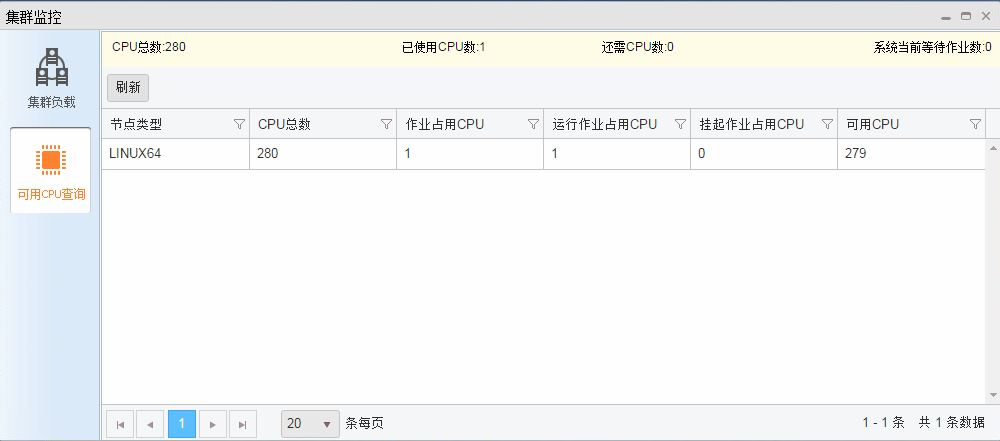 集群监控
集群负载
可用CPU查询
CPU总数:280 已使用CPU数:1 还需CPU数:0 系统当前等待作业数:0
刷新
节点类型 CPU总数 作业占用CPU 运行作业占用CPU 挂起作业占用CPU 可用CPU
LINUX64 280 1 1 0 279
1 20 条每页 1 - 1 条 共 1 条数据